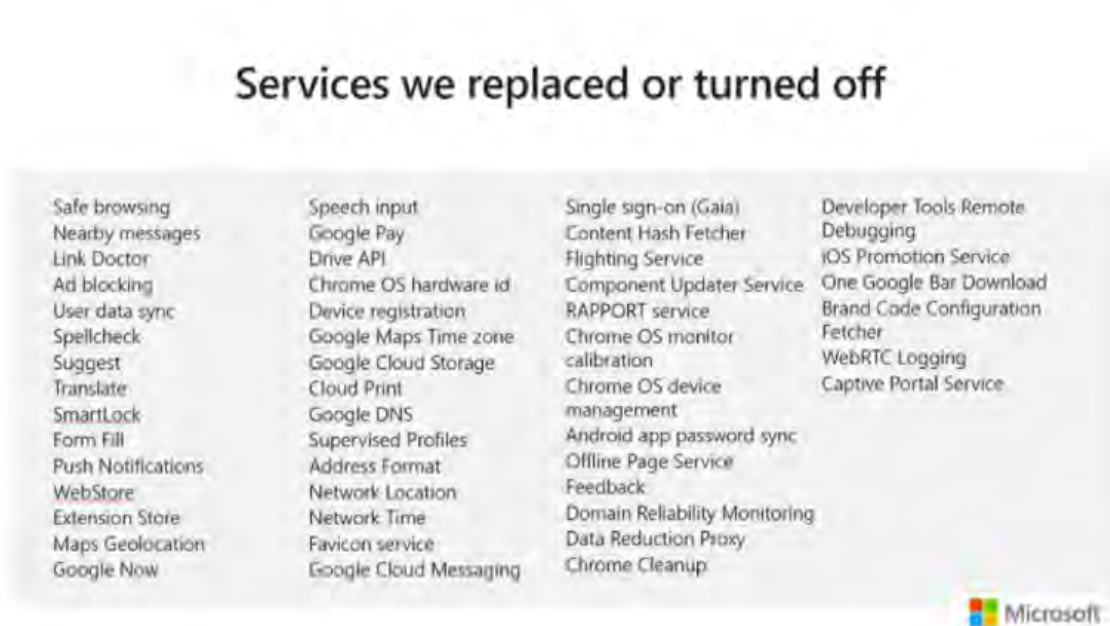 Services we replaced or turned off
Safe browsing
Nearby messages
Link Doctor
Ad blocking
User data sync
Spellcheck
Suggest
Translate
SmartLock
Form Fill
Push Notifications
WebStore
Extension Store
Maps Geolocation
Google Now
Speech input
Google Pay
Drive API
Chrome OS hardware id
Device registration
Google Maps Time zone
Google Cloud Storage
Cloud Print
Google DNS
Supervised Profiles
Address Format
Network Location
Network Time
Favicon service
Google Cloud Messaging
Single sign-on (Gaia)
Content Hash Fetcher
Flighting Service
Component Updater Service
RAPPORT service
Chrome OS monitor
calibration
Chrome OS device
management
Android app password sync
Offline Page Service
Feedback
Domain Reliability Monitoring
Data Reduction Proxy
Chrome Cleanup
Developer Tools Remote
Debugging
iOS Promotion Service
One Google Bar Download
Brand Code Configuration
Fetcher
WebRTC Logging
Captive Portal Service
Microsoft